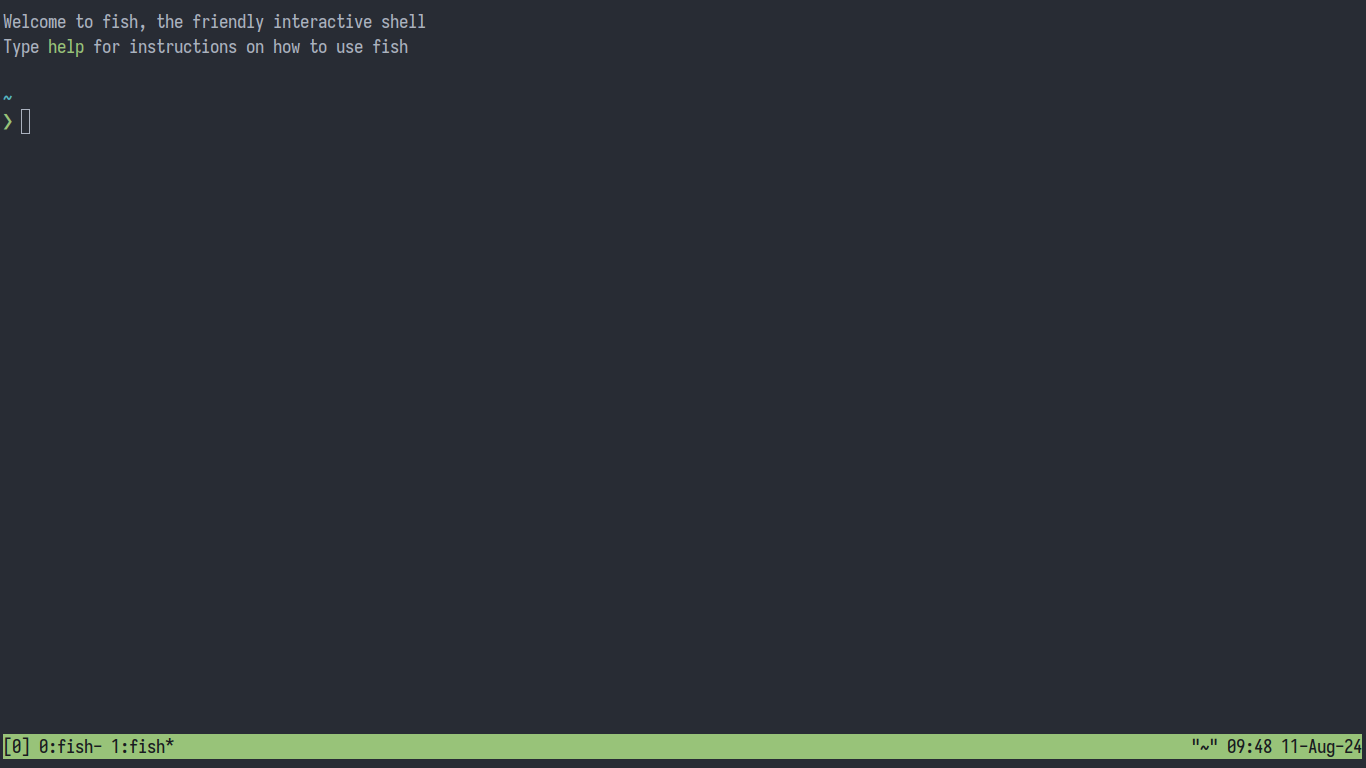 Welcome to fish, the friendly interactive shell
Type help for instructions on how to use fish
~
❯
[0] 0:fish- 1:fish* "~" 09:48 11-Aug-24